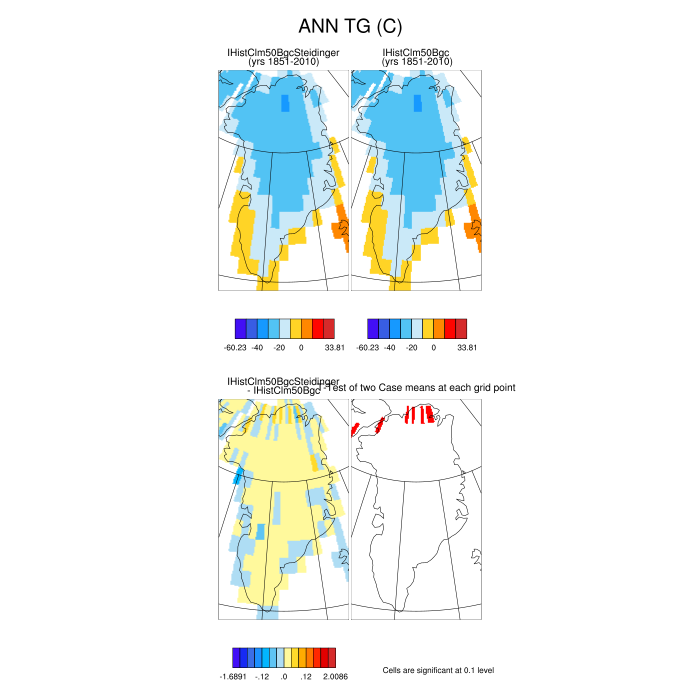 ANN TG (C)
IHistClm50BgcSteidinger
(yrs 1851-2010)
IHistClm50Bgc
(yrs 1851-2010)
-60.23 -40 -20 0 33.81
-60.23 -40 -20 0 33.81
IHistClm50BgcSteidinger
- IHistClm50Bgc
-Test of two Case means at each grid point
-1.6891 -.12 .0 .12 2.0086
Cells are significant at 0.1 level